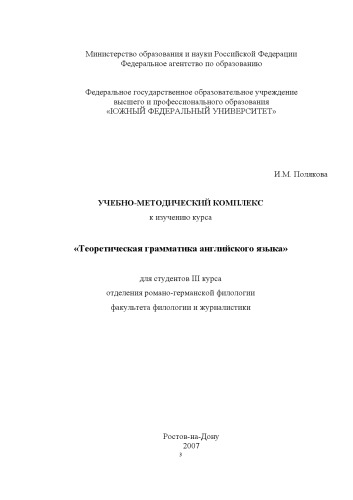 Министерство образования и науки Российской Федерации
Федеральное агентство по образованию
Федеральное государственное образовательное учреждение
высшего и профессионального образования
«ЮЖНЫЙ ФЕДЕРАЛЬНЫЙ УНИВЕРСИТЕТ»
И.М. Полякова
УЧЕБНО-МЕТОДИЧЕСКИЙ КОМПЛЕКС
к изучению курса
«Теоретическая грамматика английского языка»
для студентов III курса
отделения романо-германской филологии
факультета филологии и журналистики
Ростов-на-Дону
2007
3